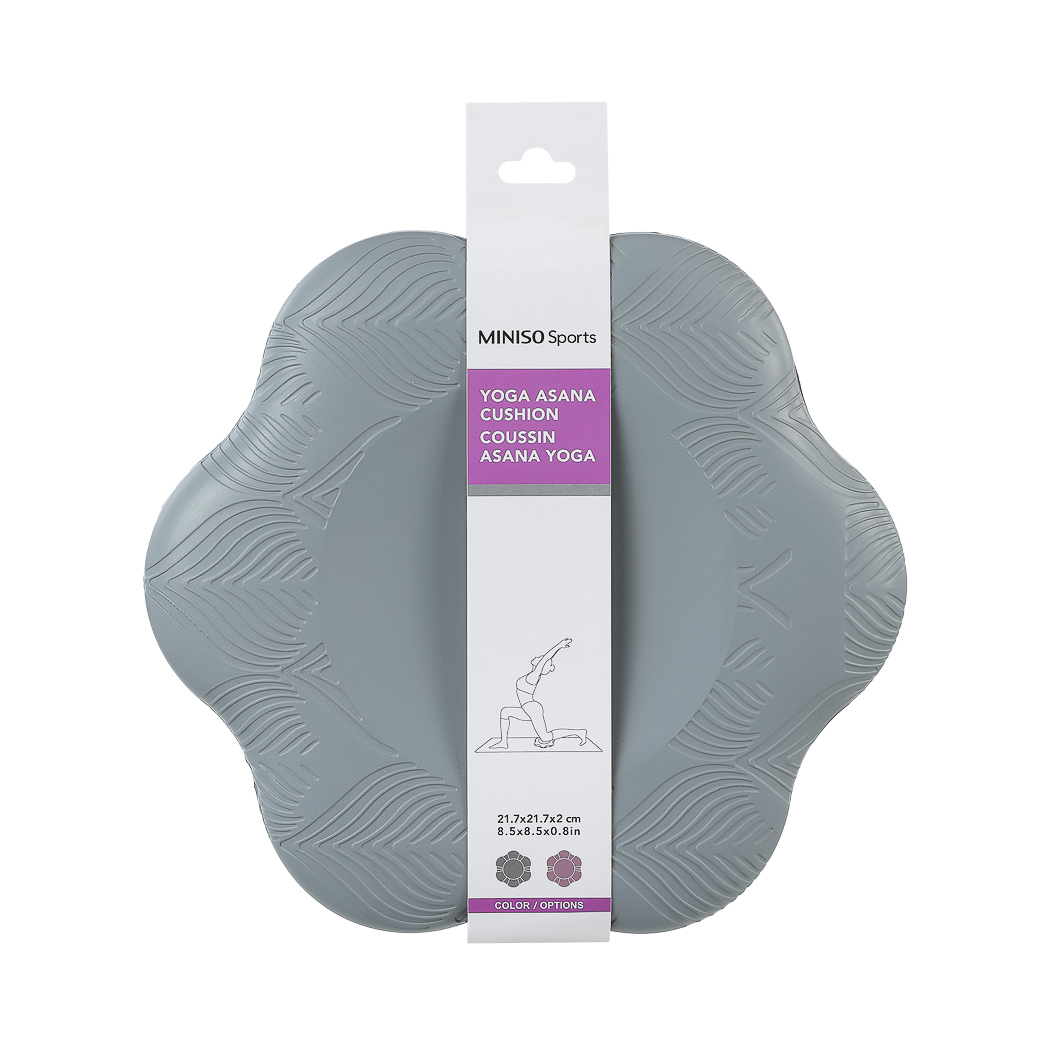 MINISO Sports
YOGA ASANA
CUSHION
COUSSIN
ASANA YOGA
21.7x21.7x2 cm
8.5x8.5x0.8in
COLOR / OPTIONS